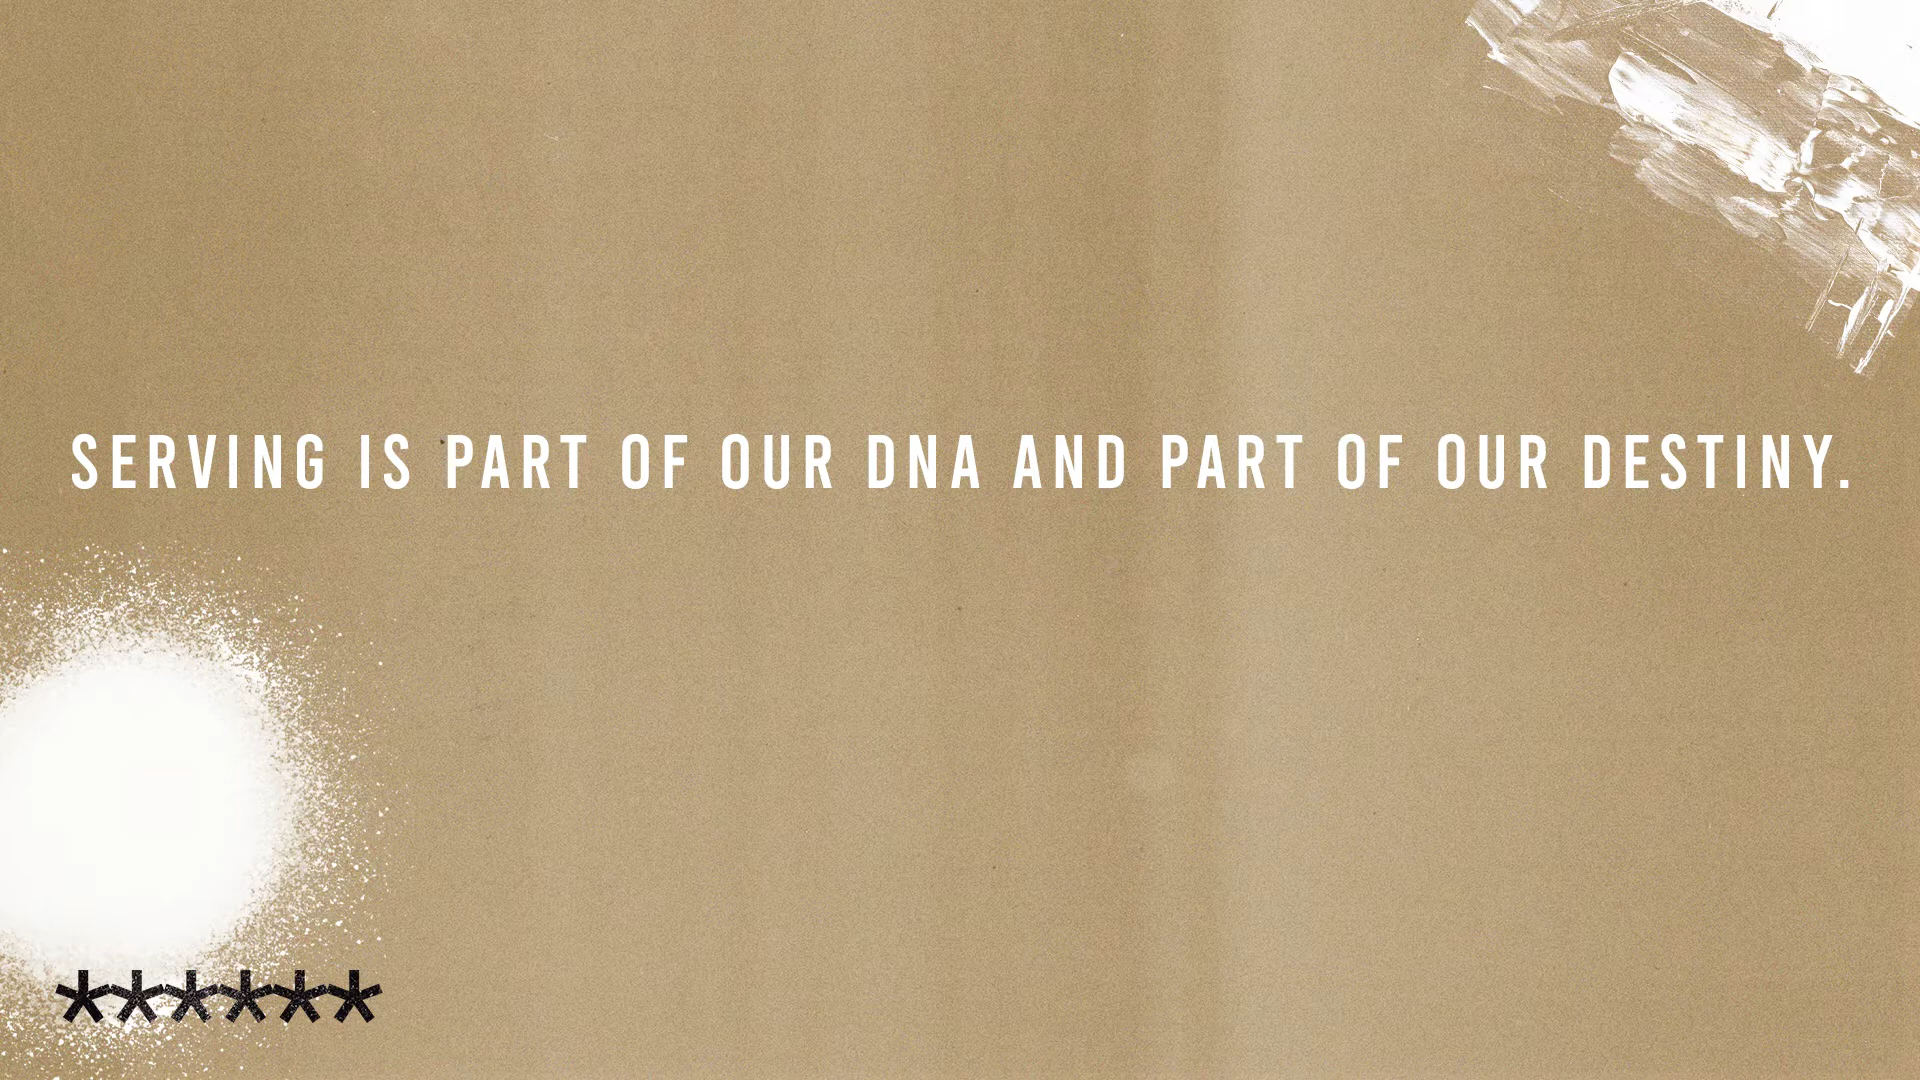 SERVING IS PART OF OUR DNA AND PART OF OUR DESTINY.
******